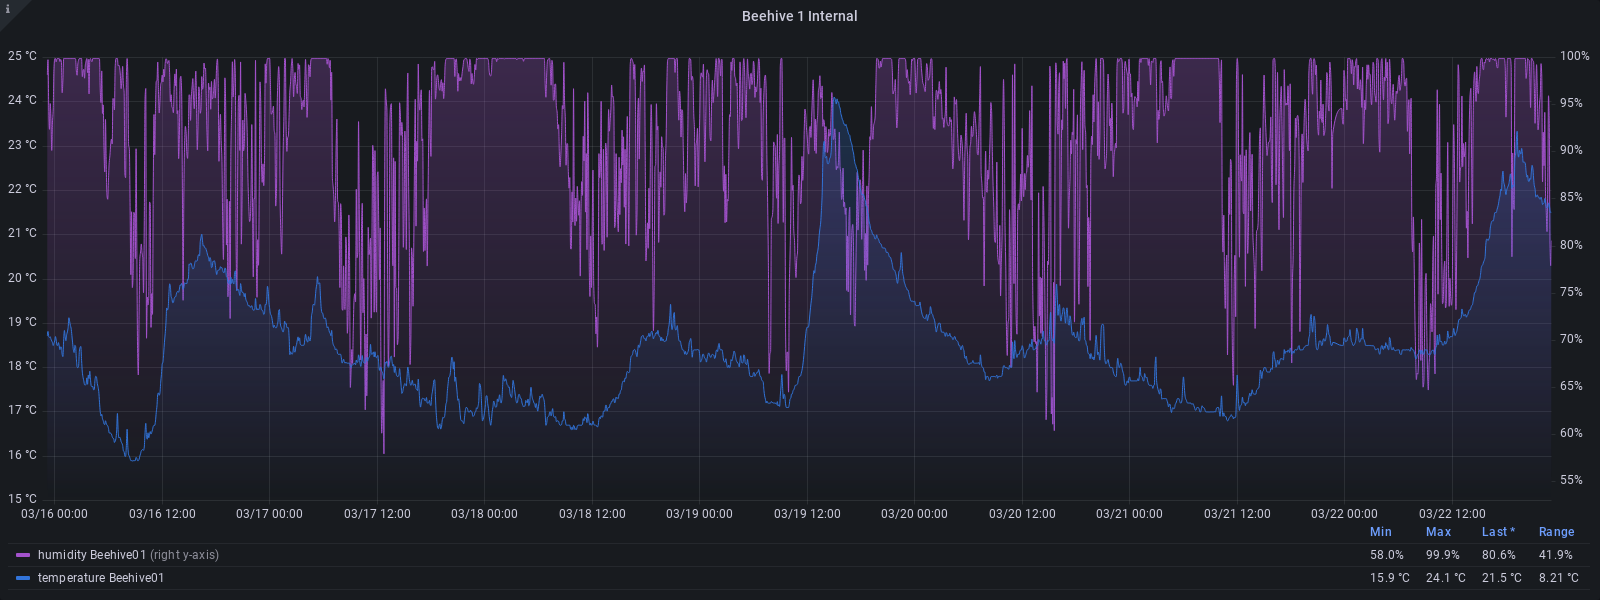 i
Beehive 1 Internal
25 °C 100%
24 °C 95%
23 °C 90%
22 °C 85%
21 °C 80%
20 °C 75%
19 °C 70%
18 °C 65%
17 °C 60%
16 °C 55%
15 °C
03/16 00:00 03/16 12:00 03/17 00:00 03/17 12:00 03/18 00:00 03/18 12:00 03/19 00:00 03/19 12:00 03/20 00:00 03/20 12:00 03/21 00:00 03/21 12:00 03/22 00:00 03/22 12:00
Min Max Last * Range
humidity Beehive01 (right y-axis) 58.0% 99.9% 80.6% 41.9%
temperature Beehive01 15.9 °C 24.1 °C 21.5 °C 8.21 °C